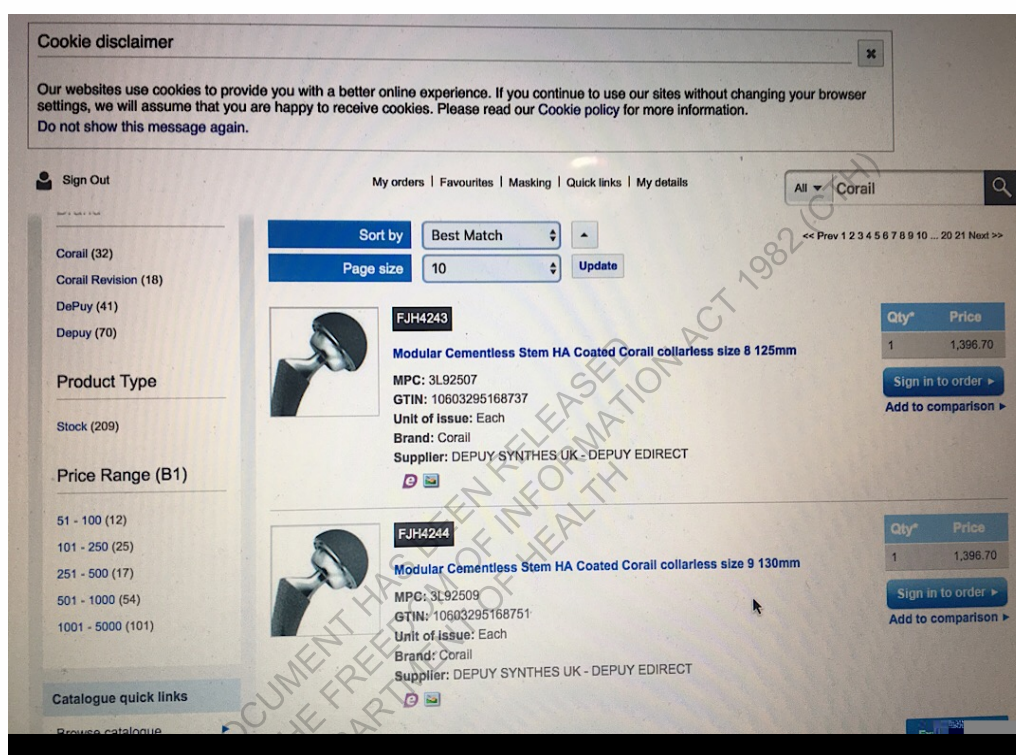 Cookie disclaimer
×
Our websites use cookies to provide you with a better online experience. If you continue to use our sites without changing your browser
settings, we will assume that you are happy to receive cookies. Please read our Cookie policy for more information.
Do not show this message again.
Sign Out
My orders | Favourites | Masking | Quick links | My details
All Corail
Corail (32)
Corail Revision (18)
DePuy (41)
Depuy (70)
Product Type
Stock (209)
Price Range (B1)
51 - 100 (12)
101 - 250 (25)
251 - 500 (17)
501 - 1000 (54)
1001 - 5000 (101)
Catalogue quick links
Browse catalogue
Sort by Best Match
Page size 10 Update
<< Prev 1 2 3 4 5 6 7 8 9 10 ... 20 21 Next >>
FJH4243
Modular Cementless Stem HA Coated Corail collarless size 8 125mm
MPC: 3L92507
GTIN: 10603295168737
Unit of issue: Each
Brand: Corail
Supplier: DEPUY SYNTHES UK - DEPUY EDIRECT
Qty* Price
1 1,396.70
Sign in to order
Add to comparison
FJH4244
Modular Cementless Stem HA Coated Corail collarless size 9 130mm
MPC: 3L92509
GTIN: 10603295168751
Unit of issue: Each
Brand: Corail
Supplier: DEPUY SYNTHES UK - DEPUY EDIRECT
Qty* Price
1 1,396.70
Sign in to order
Add to comparison
DOCUMENT HAS BEEN RELEASED
THE FREEDOM OF INFORMATION ACT 1982 (CTH)
DEPARTMENT OF HEALTH